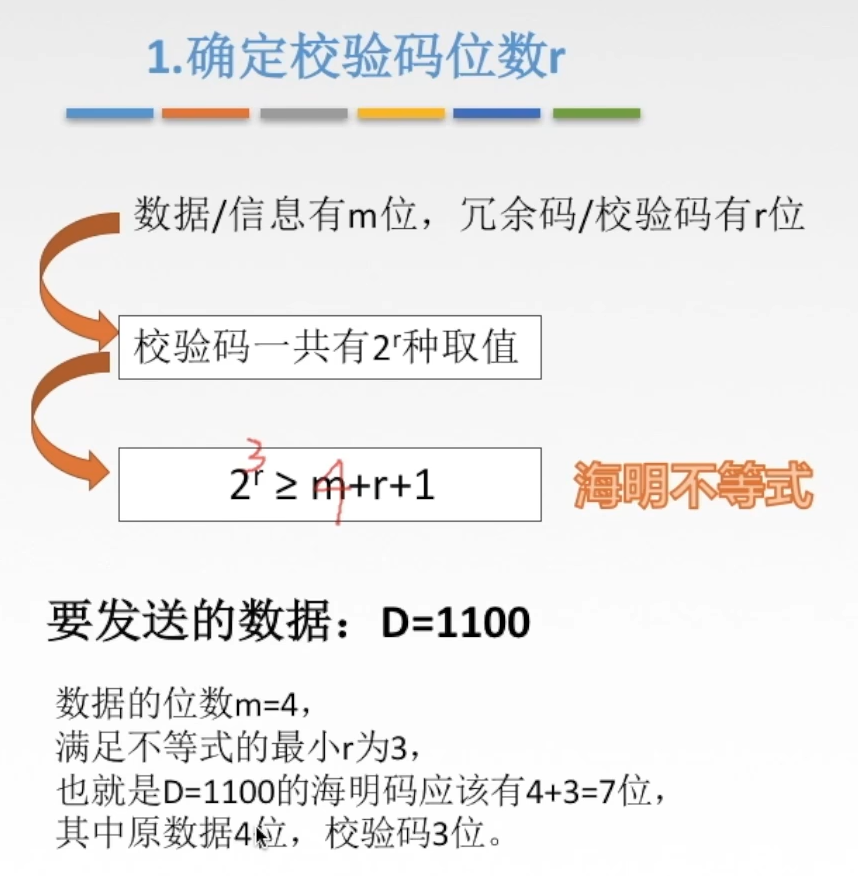 1.确定校验码位数r
数据/信息有m位，冗余码/校验码有r位
校验码一共有2ʳ种取值
3
4
2ʳ ≥ m+r+1
海明不等式
要发送的数据：D=1100
数据的位数m=4，
满足不等式的最小r为3，
也就是D=1100的海明码应该有4+3=7位，
其中原数据4位，校验码3位。